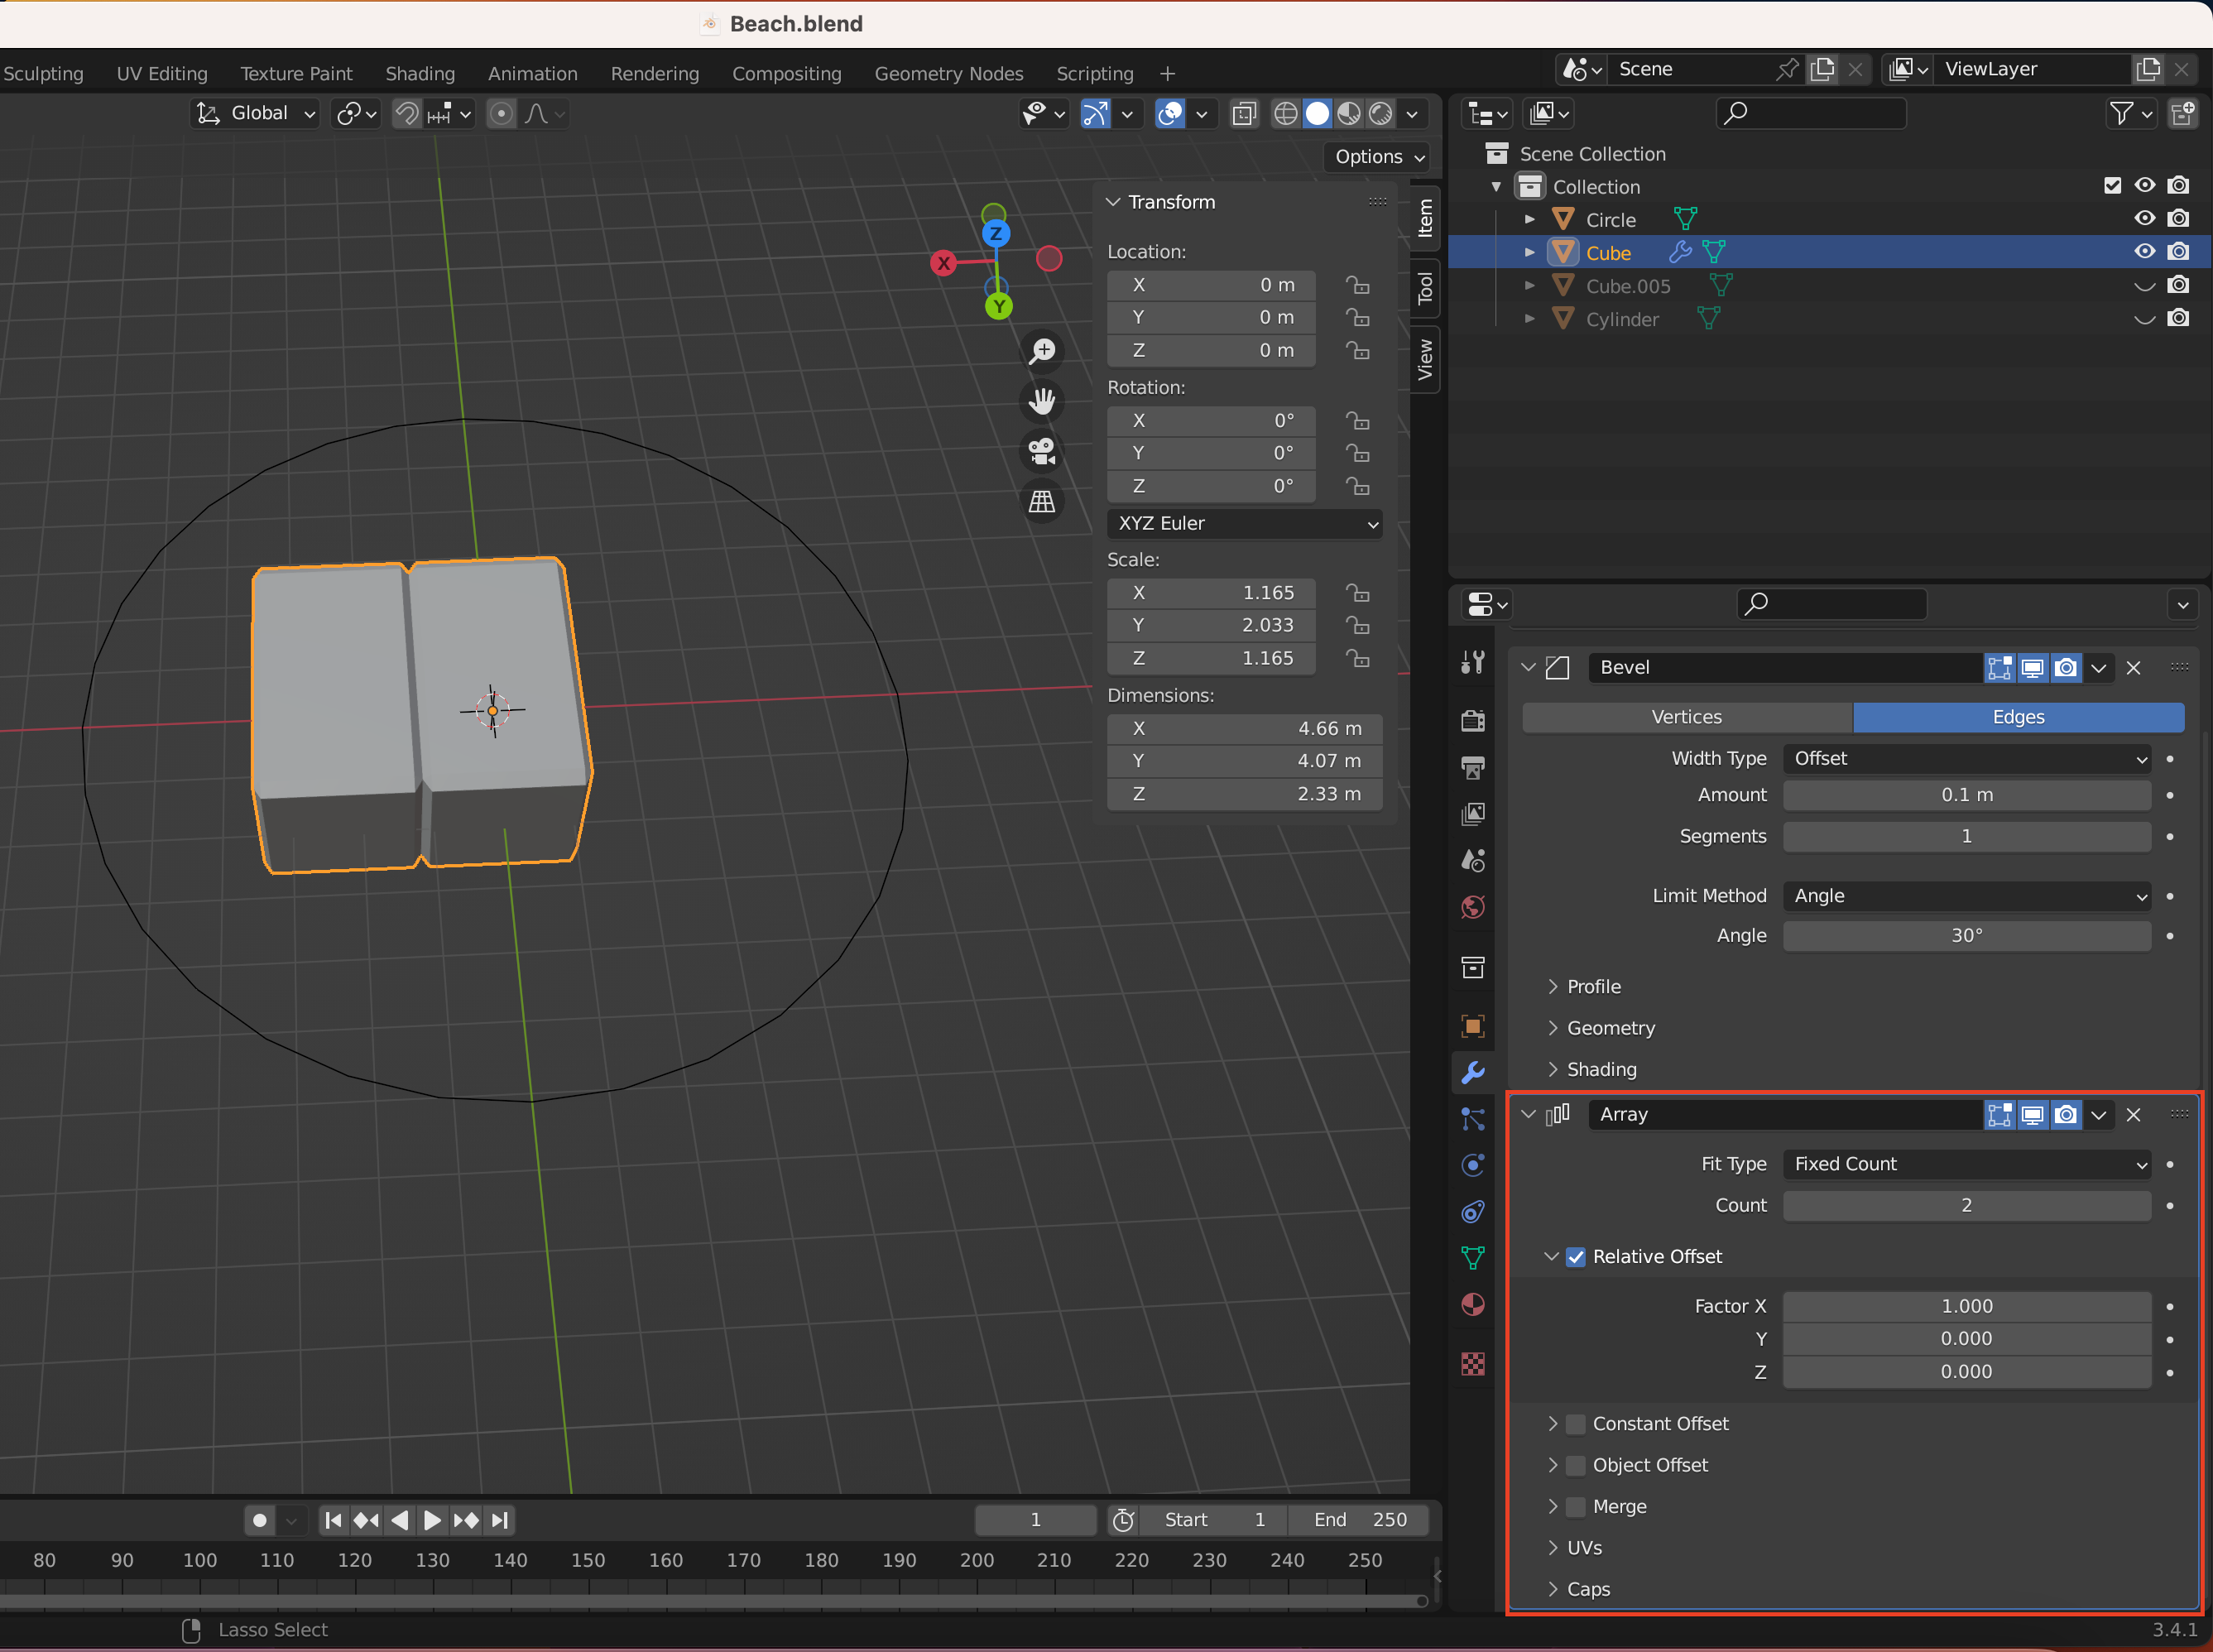 Beach.blend
Sculpting UV Editing Texture Paint Shading Animation Rendering Compositing Geometry Nodes Scripting + Scene ViewLayer
Global
Options
Scene Collection
Collection
Circle
Cube
Cube.005
Cylinder
Transform
Location:
X 0 m
Y 0 m
Z 0 m
Rotation:
X 0°
Y 0°
Z 0°
XYZ Euler
Scale:
X 1.165
Y 2.033
Z 1.165
Dimensions:
X 4.66 m
Y 4.07 m
Z 2.33 m
Item
Tool
View
Z
X
Y
Bevel
Vertices Edges
Width Type Offset
Amount 0.1 m
Segments 1
Limit Method Angle
Angle 30°
Profile
Geometry
Shading
Array
Fit Type Fixed Count
Count 2
Relative Offset
Factor X 1.000
Y 0.000
Z 0.000
Constant Offset
Object Offset
Merge
UVs
Caps
1 Start 1 End 250
80 90 100 110 120 130 140 150 160 170 180 190 200 210 220 230 240 250
Lasso Select 3.4.1